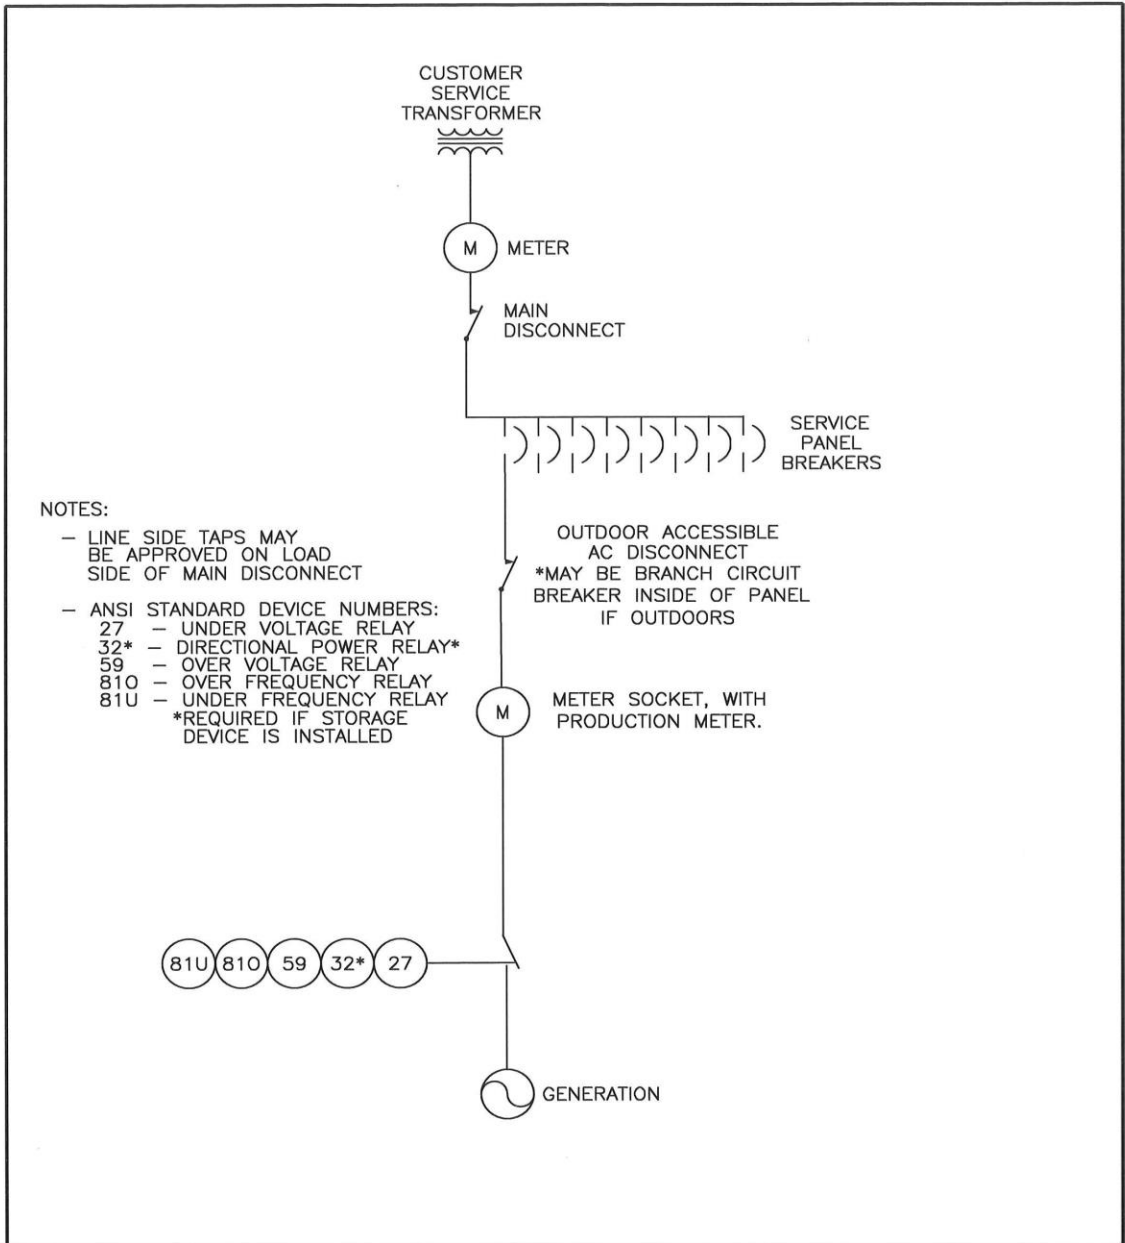 CUSTOMER
SERVICE
TRANSFORMER
M
METER
MAIN
DISCONNECT
SERVICE
PANEL
BREAKERS
NOTES:
– LINE SIDE TAPS MAY
BE APPROVED ON LOAD
SIDE OF MAIN DISCONNECT
– ANSI STANDARD DEVICE NUMBERS:
27 – UNDER VOLTAGE RELAY
32* – DIRECTIONAL POWER RELAY*
59 – OVER VOLTAGE RELAY
81O – OVER FREQUENCY RELAY
81U – UNDER FREQUENCY RELAY
*REQUIRED IF STORAGE
DEVICE IS INSTALLED
OUTDOOR ACCESSIBLE
AC DISCONNECT
*MAY BE BRANCH CIRCUIT
BREAKER INSIDE OF PANEL
IF OUTDOORS
M
METER SOCKET, WITH
PRODUCTION METER.
81U 81O 59 32* 27
GENERATION